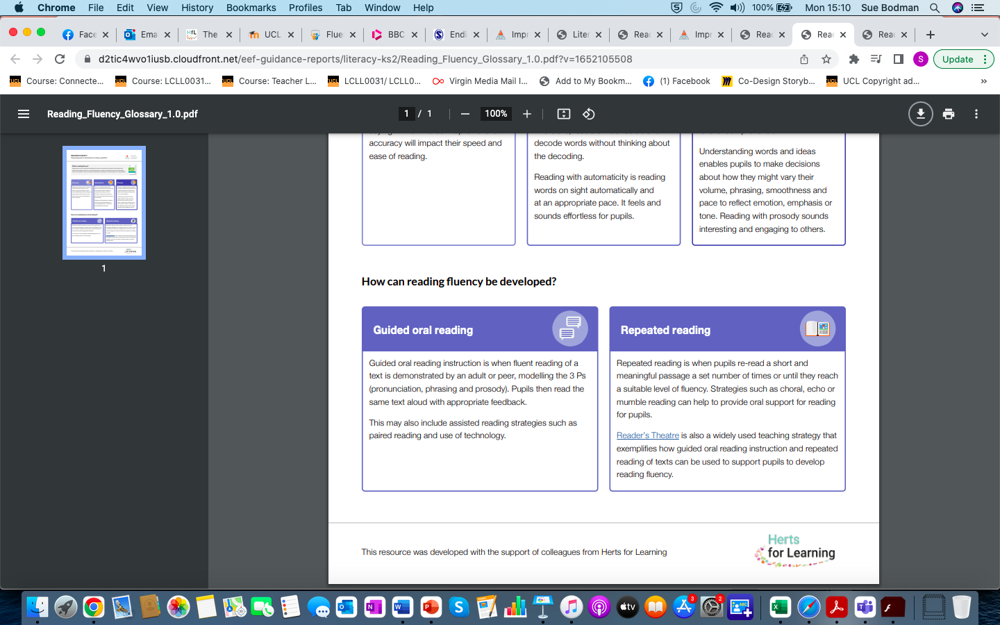 Chrome File Edit View History Bookmarks Profiles Tab Window Help 100% Mon 15:10 Sue Bodman
Face Ema The UCL Flue BBC Endi Impr Liter Reac Impr Reac Reac Reac
d2tic4wvo1iusb.cloudfront.net/eef-guidance-reports/literacy-ks2/Reading_Fluency_Glossary_1.0.pdf?v=1652105508 S Update
Course: Connecte... Course: LCLL0031... Course: Teacher L... LCLL0031/ LCLL0... Virgin Media Mail I... Add to My Bookm... (1) Facebook Co-Design Storyb... UCL Copyright ad... »
Reading_Fluency_Glossary_1.0.pdf 1 / 1 100%
1
accuracy will impact their speed and
ease of reading.
decode words without thinking about
the decoding.
Reading with automaticity is reading
words on sight automatically and
at an appropriate pace. It feels and
sounds effortless for pupils.
Understanding words and ideas
enables pupils to make decisions
about how they might vary their
volume, phrasing, smoothness and
pace to reflect emotion, emphasis or
tone. Reading with prosody sounds
interesting and engaging to others.
How can reading fluency be developed?
Guided oral reading
Guided oral reading instruction is when fluent reading of a
text is demonstrated by an adult or peer, modelling the 3 Ps
(pronunciation, phrasing and prosody). Pupils then read the
same text aloud with appropriate feedback.
This may also include assisted reading strategies such as
paired reading and use of technology.
Repeated reading
Repeated reading is when pupils re-read a short and
meaningful passage a set number of times or until they reach
a suitable level of fluency. Strategies such as choral, echo or
mumble reading can help to provide oral support for reading
for pupils.
Reader's Theatre is also a widely used teaching strategy that
exemplifies how guided oral reading instruction and repeated
reading of texts can be used to support pupils to develop
reading fluency.
This resource was developed with the support of colleagues from Herts for Learning
Herts
for Learning
3 2
tv